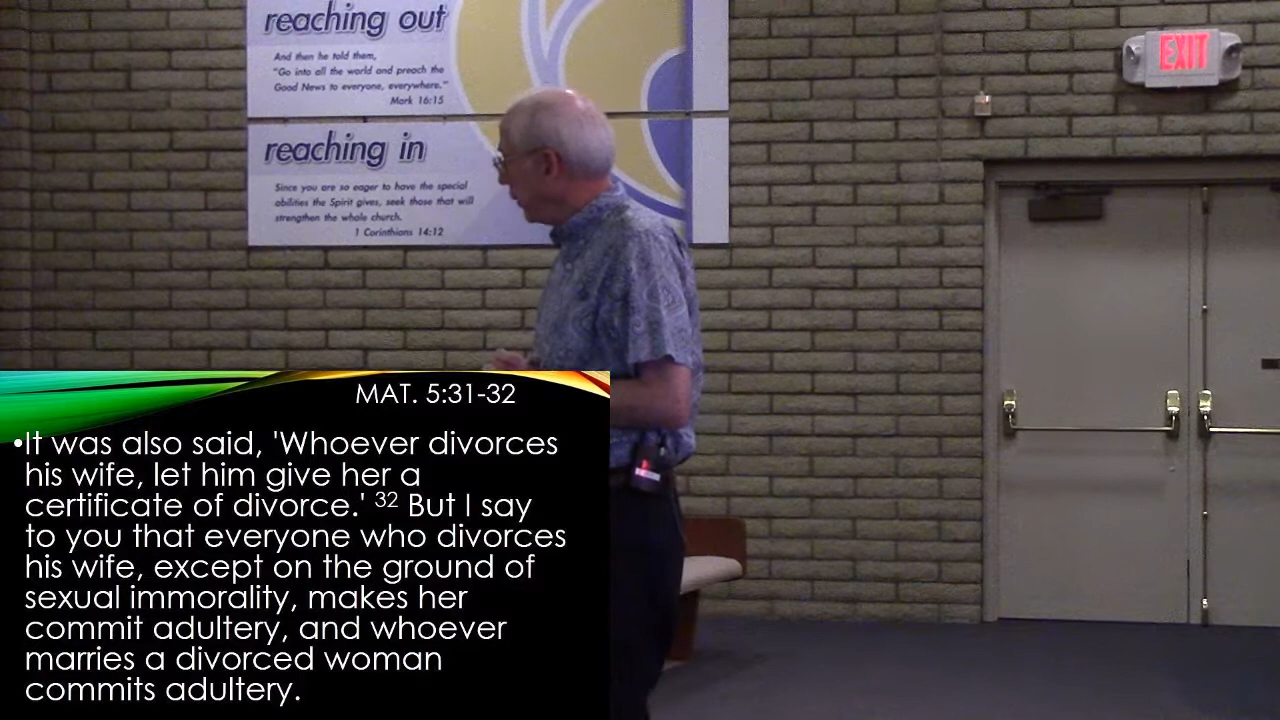 reaching out
And then he told them,
"Go into all the world and preach the
Good News to everyone, everywhere."
Mark 16:15
reaching in
Since you are so eager to have the special
abilities the Spirit gives, seek those that will
strengthen the whole church.
1 Corinthians 14:12
EXIT
MAT. 5:31-32
•It was also said, 'Whoever divorces
his wife, let him give her a
certificate of divorce.' ³² But I say
to you that everyone who divorces
his wife, except on the ground of
sexual immorality, makes her
commit adultery, and whoever
marries a divorced woman
commits adultery.